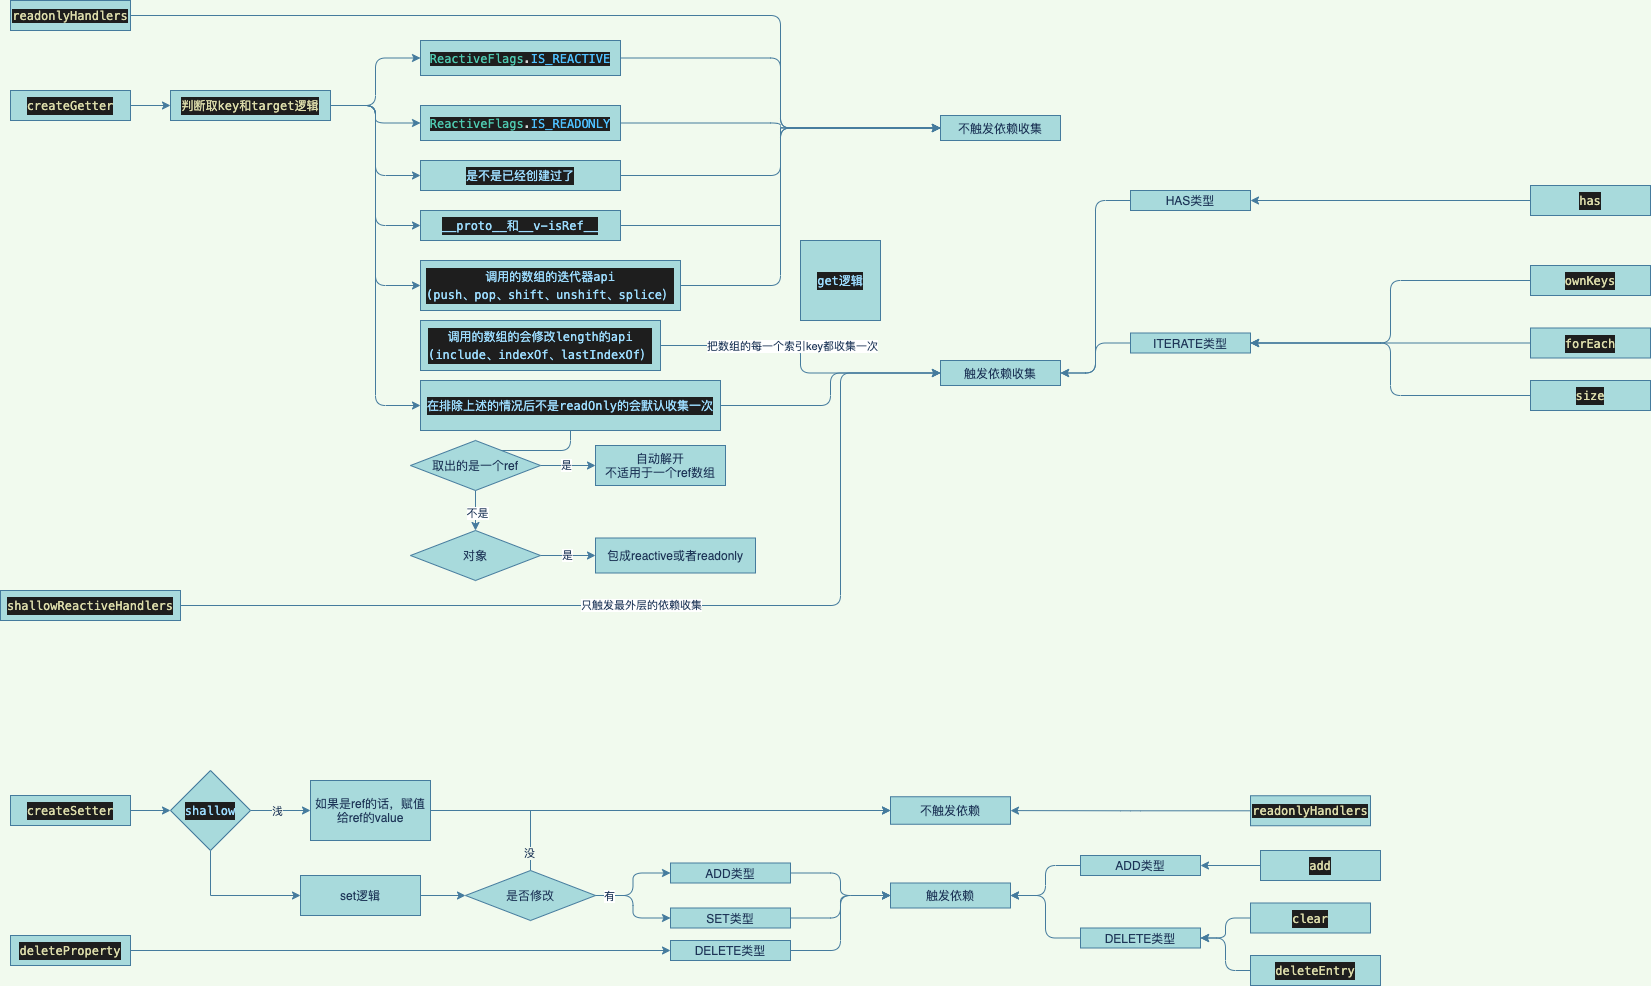 readonlyHandlers
ReactiveFlags.IS_REACTIVE
createGetter
判断取key和target逻辑
ReactiveFlags.IS_READONLY
不触发依赖收集
是不是已经创建过了
HAS类型
has
__proto__和__v-isRef__
调用的数组的迭代器api
(push、pop、shift、unshift、splice)
get逻辑
ownKeys
调用的数组的会修改length的api
(include、indexOf、lastIndexOf)
把数组的每一个索引key都收集一次
ITERATE类型
forEach
触发依赖收集
size
在排除上述的情况后不是readOnly的会默认收集一次
取出的是一个ref
是
自动解开
不适用于一个ref数组
不是
对象
是
包成reactive或者readonly
shallowReactiveHandlers
只触发最外层的依赖收集
createSetter
shallow
浅
如果是ref的话，赋值
给ref的value
不触发依赖
readonlyHandlers
没
ADD类型
ADD类型
add
set逻辑
是否修改
有
触发依赖
SET类型
clear
deleteProperty
DELETE类型
DELETE类型
deleteEntry